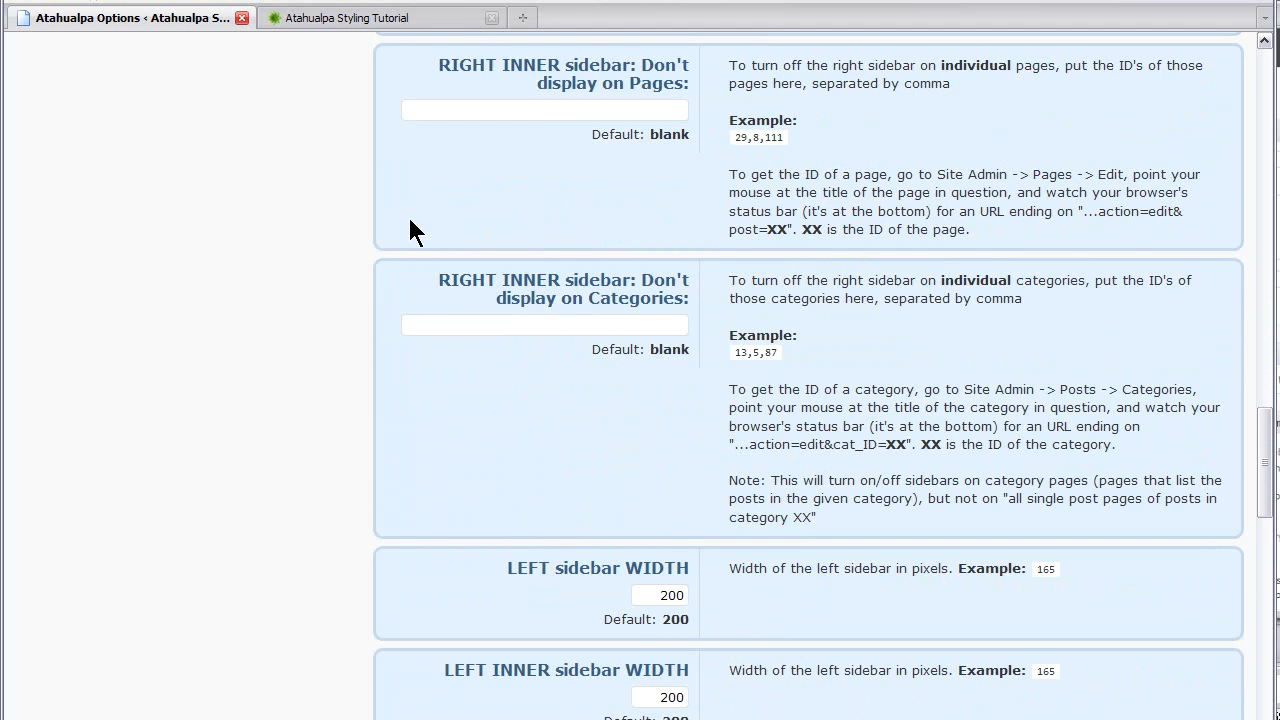 Atahualpa Options ‹ Atahualpa S...
Atahualpa Styling Tutorial
RIGHT INNER sidebar: Don't
display on Pages:
Default: blank
To turn off the right sidebar on individual pages, put the ID's of those
pages here, separated by comma
Example:
29,8,111
To get the ID of a page, go to Site Admin -> Pages -> Edit, point your
mouse at the title of the page in question, and watch your browser's
status bar (it's at the bottom) for an URL ending on "...action=edit&
post=XX". XX is the ID of the page.
RIGHT INNER sidebar: Don't
display on Categories:
Default: blank
To turn off the right sidebar on individual categories, put the ID's of
those categories here, separated by comma
Example:
13,5,87
To get the ID of a category, go to Site Admin -> Posts -> Categories,
point your mouse at the title of the category in question, and watch your
browser's status bar (it's at the bottom) for an URL ending on
"...action=edit&cat_ID=XX". XX is the ID of the category.
Note: This will turn on/off sidebars on category pages (pages that list the
posts in the given category), but not on "all single post pages of posts in
category XX"
LEFT sidebar WIDTH
200
Default: 200
Width of the left sidebar in pixels. Example: 165
LEFT INNER sidebar WIDTH
200
Default: 200
Width of the left sidebar in pixels. Example: 165